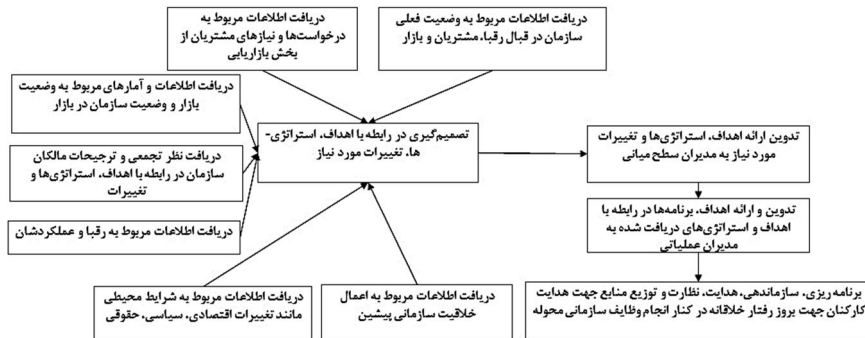 دریافت اطلاعات مربوط به
درخواست‌ها و نیازهای مشتریان از
بخش بازاریابی
دریافت اطلاعات مربوط به وضعیت فعلی
سازمان در قبال رقبا، مشتریان و بازار
دریافت اطلاعات و آمارهای مربوط به وضعیت
بازار و وضعیت سازمان در بازار
تصمیم‌گیری در رابطه با اهداف، استراتژی-
ها، تغییرات مورد نیاز
تدوین ارائه اهداف، استراتژی‌ها و تغییرات
مورد نیاز به مدیران سطح میانی
دریافت نظر تجمعی و ترجیحات مالکان
سازمان در رابطه با اهداف، استراتژی‌ها و
تغییرات
تدوین و ارائه اهداف، برنامه‌ها در رابطه با
اهداف و استراتژی‌های دریافت شده به
مدیران عملیاتی
دریافت اطلاعات مربوط به رقبا و عملکردشان
دریافت اطلاعات مربوط به شرایط محیطی
مانند تغییرات اقتصادی، سیاسی، حقوقی
دریافت اطلاعات مربوط به اعمال
خلاقیت سازمانی پیشین
برنامه ریزی، سازماندهی، هدایت، نظارت و توزیع منابع جهت هدایت
کارکنان جهت بروز رفتار خلاقانه در کنار انجام وظایف سازمانی محوله